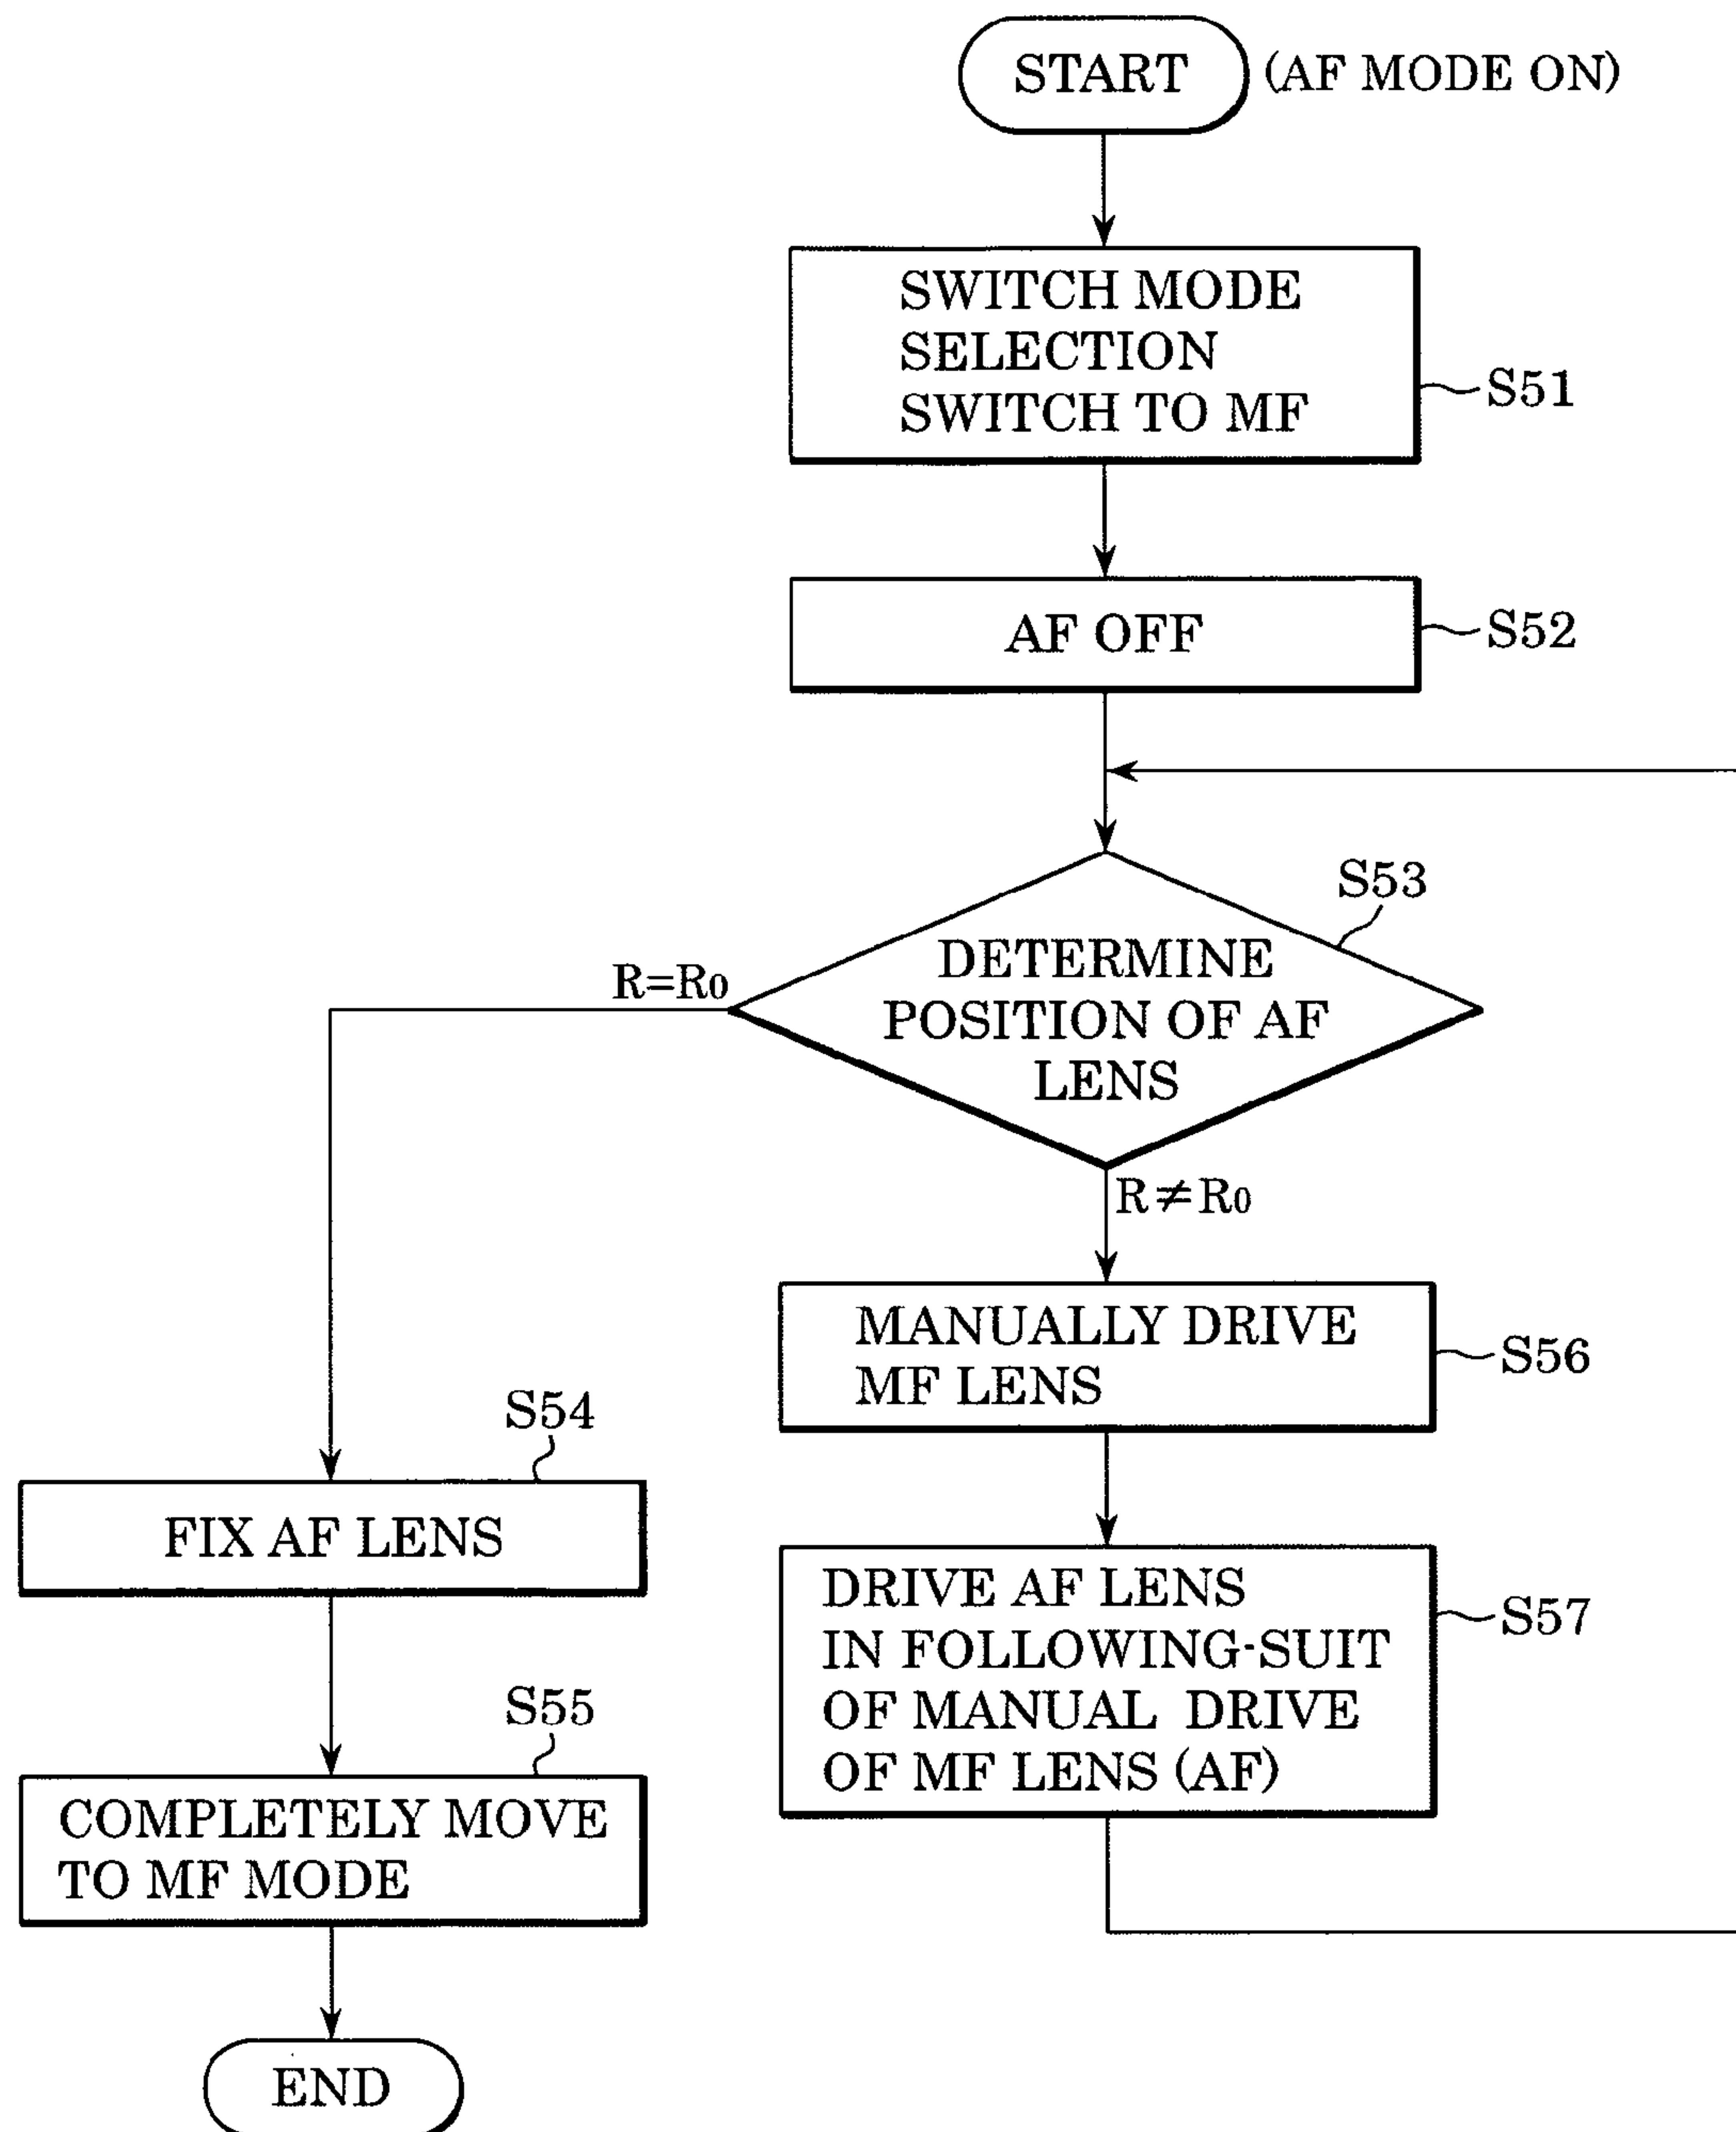 START (AF MODE ON)
SWITCH MODE
SELECTION
SWITCH TO MF
S51
AF OFF
S52
S53
DETERMINE
POSITION OF AF
LENS
R=R0
R≠R0
MANUALLY DRIVE
MF LENS
S56
S54
FIX AF LENS
DRIVE AF LENS
IN FOLLOWING-SUIT
OF MANUAL DRIVE
OF MF LENS (AF)
S57
S55
COMPLETELY MOVE
TO MF MODE
END